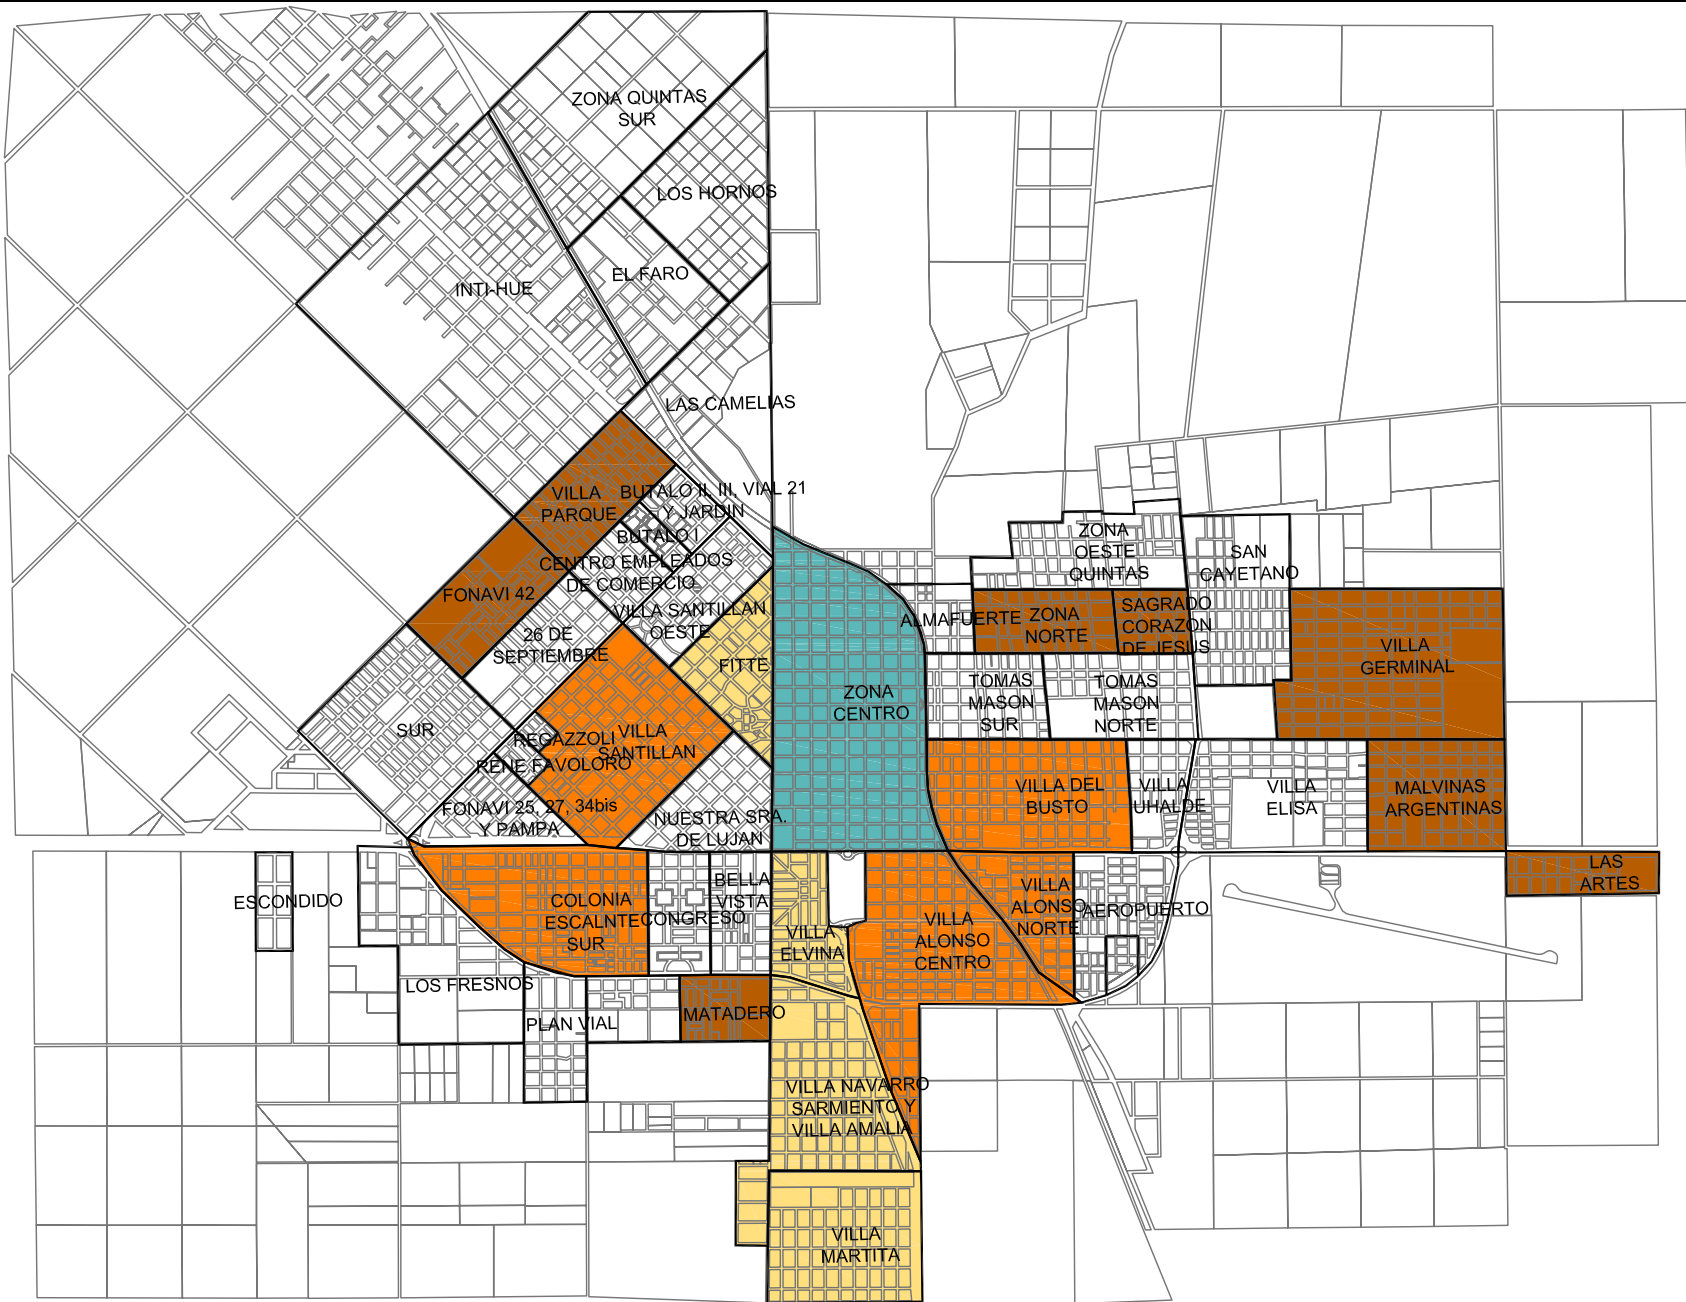 ZONA QUINTAS
SUR
LOS HORNOS
EL FARO
INTI-HUE
LAS CAMELIAS
VILLA
PARQUE
BUTALO II, III, VIAL 21
Y JARDIN
BUTALO I
CENTRO EMPLEADOS
DE COMERCIO
FONAVI 42
VILLA SANTILLAN
OESTE
26 DE
SEPTIEMBRE
FITTE
SUR
REGAZZOLI
VILLA
SANTILLAN
RENE FAVOLORO
FONAVI 25, 27, 34bis
Y PAMPA
NUESTRA SRA.
DE LUJAN
ZONA
CENTRO
ALMAFUERTE
ZONA
OESTE
QUINTAS
SAN
CAYETANO
ZONA
NORTE
SAGRADO
CORAZON
DE JESUS
VILLA
GERMINAL
TOMAS
MASON
SUR
TOMAS
MASON
NORTE
VILLA DEL
BUSTO
VILLA
UHALDE
VILLA
ELISA
MALVINAS
ARGENTINAS
LAS
ARTES
ESCONDIDO
COLONIA
ESCALNTE
SUR
CONGRESO
BELLA
VISTA
VILLA
ELVINA
VILLA
ALONSO
CENTRO
VILLA
ALONSO
NORTE
AEROPUERTO
LOS FRESNOS
PLAN VIAL
MATADERO
VILLA NAVARRO
SARMIENTO Y
VILLA AMALIA
VILLA
MARTITA